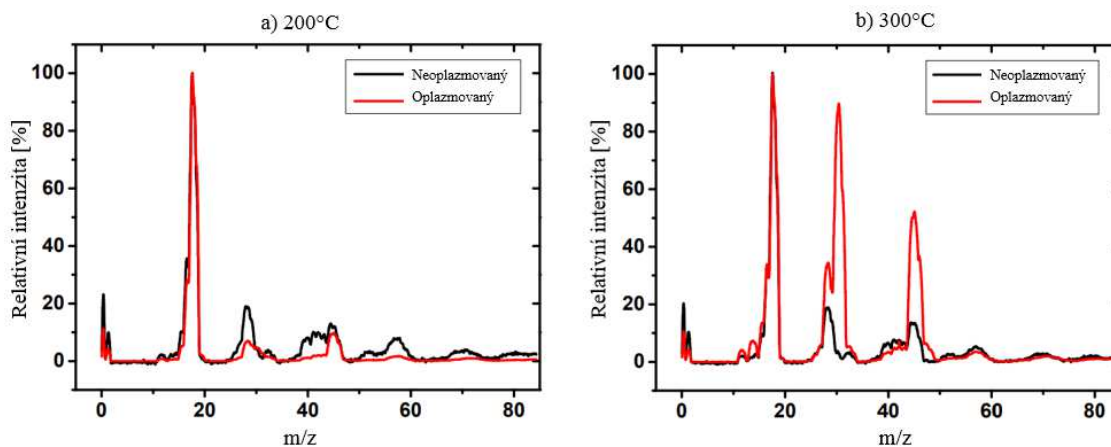 a) 200°C
100
80
60
40
20
0
Relativní intenzita [%]
Neoplazmovaný
Oplazmovaný
0 20 40 60 80
m/z
b) 300°C
100
80
60
40
20
0
Relativní intenzita [%]
Neoplazmovaný
Oplazmovaný
0 20 40 60 80
m/z